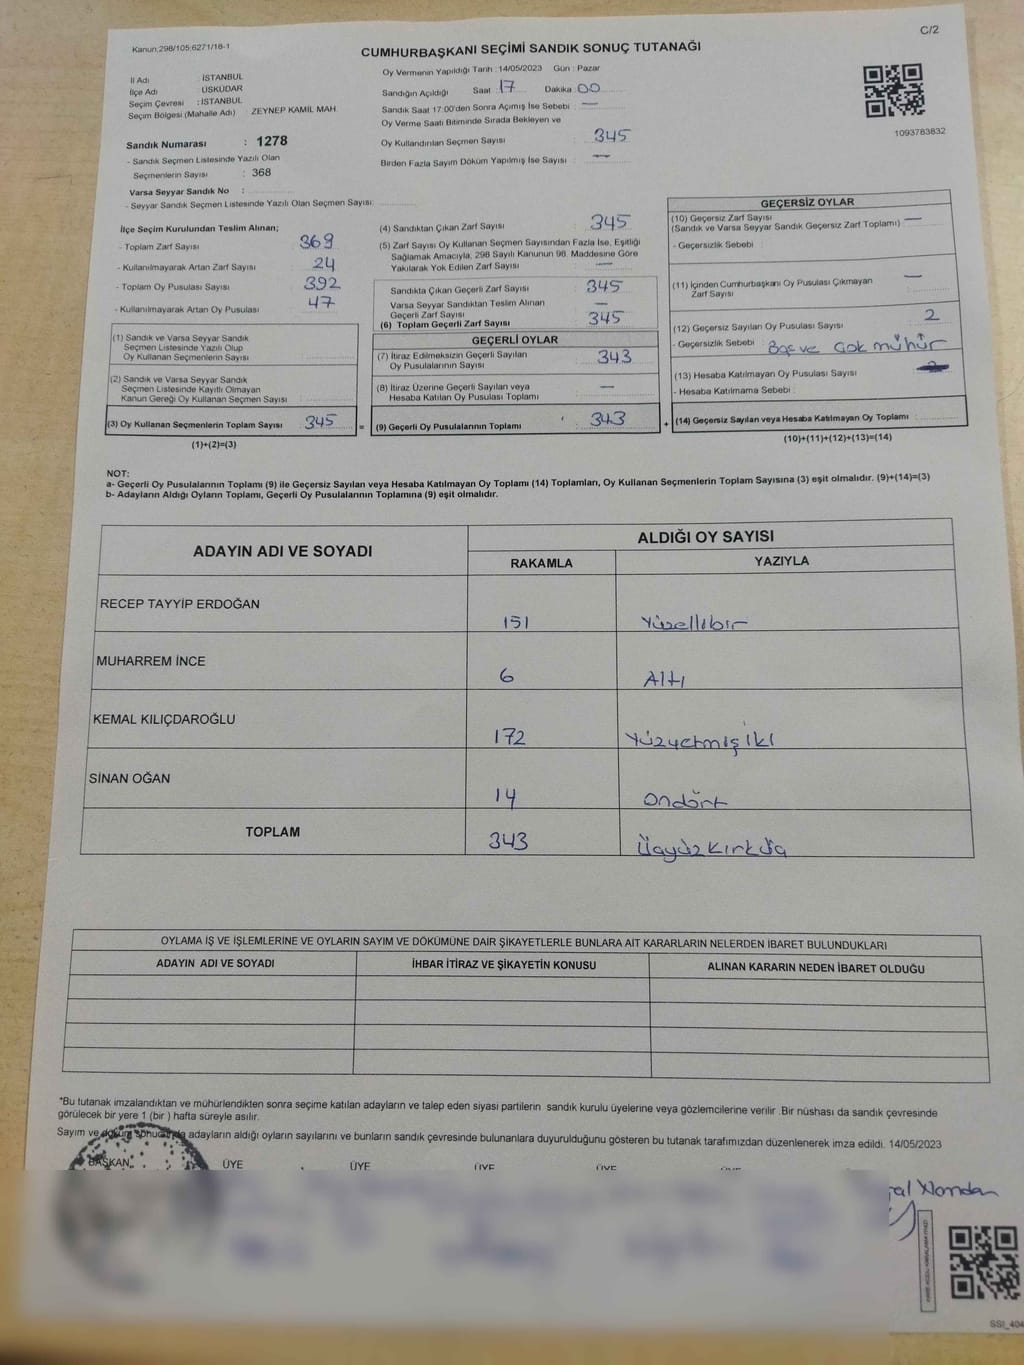 Kanun;298/105;6271/18-1
C/2
CUMHURBAŞKANI SEÇİMİ SANDIK SONUÇ TUTANAĞI
İl Adı : İSTANBUL
İlçe Adı : ÜSKÜDAR
Seçim Çevresi : İSTANBUL
Seçim Bölgesi (Mahalle Adı) ZEYNEP KAMİL MAH.
Oy Vermenin Yapıldığı Tarih : 14/05/2023 Gün : Pazar
Sandığın Açıldığı Saat 17 Dakika 00
Sandık Saat 17:00'den Sonra Açılmış İse Sebebi : —
Oy Verme Saati Bitiminde Sırada Bekleyen ve
Oy Kullandırılan Seçmen Sayısı : 345
Birden Fazla Sayım Döküm Yapılmış İse Sayısı : —
1093783832
Sandık Numarası : 1278
- Sandık Seçmen Listesinde Yazılı Olan
Seçmenlerin Sayısı : 368
Varsa Seyyar Sandık No :
- Seyyar Sandık Seçmen Listesinde Yazılı Olan Seçmen Sayısı:
İlçe Seçim Kurulundan Teslim Alınan;
- Toplam Zarf Sayısı : 369
- Kullanılmayarak Artan Zarf Sayısı : 24
- Toplam Oy Pusulası Sayısı : 392
- Kullanılmayarak Artan Oy Pusulası : 47
(1) Sandık ve Varsa Seyyar Sandık
Seçmen Listesinde Yazılı Olup
Oy Kullanan Seçmenlerin Sayısı :
(2) Sandık ve Varsa Seyyar Sandık
Seçmen Listesinde Kayıtlı Olmayan
Kanun Gereği Oy Kullanan Seçmen Sayısı :
(3) Oy Kullanan Seçmenlerin Toplam Sayısı : 345 =
(1)+(2)=(3)
(4) Sandıktan Çıkan Zarf Sayısı : 345
(5) Zarf Sayısı Oy Kullanan Seçmen Sayısından Fazla İse, Eşitliği
Sağlamak Amacıyla, 298 Sayılı Kanunun 98. Maddesine Göre
Yakılarak Yok Edilen Zarf Sayısı : —
Sandıkta Çıkan Geçerli Zarf Sayısı : 345
Varsa Seyyar Sandıktan Teslim Alınan
Geçerli Zarf Sayısı : —
(6) Toplam Geçerli Zarf Sayısı : 345
GEÇERLİ OYLAR
(7) İtiraz Edilmeksizin Geçerli Sayılan
Oy Pusulalarının Sayısı : 343
(8) İtiraz Üzerine Geçerli Sayılan veya
Hesaba Katılan Oy Pusulası Toplamı : —
(9) Geçerli Oy Pusulalarının Toplamı : 343 +
GEÇERSİZ OYLAR
(10) Geçersiz Zarf Sayısı
(Sandık ve Varsa Seyyar Sandık Geçersiz Zarf Toplamı) —
- Geçersizlik Sebebi :
(11) İçinden Cumhurbaşkanı Oy Pusulası Çıkmayan
Zarf Sayısı : —
(12) Geçersiz Sayılan Oy Pusulası Sayısı : 2
- Geçersizlik Sebebi : Boş ve Çok mühür
(13) Hesaba Katılmayan Oy Pusulası Sayısı :
- Hesaba Katılmama Sebebi :
(14) Geçersiz Sayılan veya Hesaba Katılmayan Oy Toplamı :
(10)+(11)+(12)+(13)=(14)
NOT:
a- Geçerli Oy Pusulalarının Toplamı (9) ile Geçersiz Sayılan veya Hesaba Katılmayan Oy Toplamı (14) Toplamları, Oy Kullanan Seçmenlerin Toplam Sayısına (3) eşit olmalıdır. (9)+(14)=(3)
b- Adayların Aldığı Oyların Toplamı, Geçerli Oy Pusulalarının Toplamına (9) eşit olmalıdır.
ADAYIN ADI VE SOYADI ALDIĞI OY SAYISI
RAKAMLA YAZIYLA
RECEP TAYYİP ERDOĞAN 151 Yüzellibir
MUHARREM İNCE 6 Altı
KEMAL KILIÇDAROĞLU 172 Yüzyetmişiki
SİNAN OĞAN 14 Ondört
TOPLAM 343 Üçyüzkırküç
OYLAMA İŞ VE İŞLEMLERİNE VE OYLARIN SAYIM VE DÖKÜMÜNE DAİR ŞİKAYETLERLE BUNLARA AİT KARARLARIN NELERDEN İBARET BULUNDUKLARI
ADAYIN ADI VE SOYADI İHBAR İTİRAZ VE ŞİKAYETİN KONUSU ALINAN KARARIN NEDEN İBARET OLDUĞU
*Bu tutanak imzalandıktan ve mühürlendikten sonra seçime katılan adayların ve talep eden siyasi partilerin sandık kurulu üyelerine veya gözlemcilerine verilir .Bir nüshası da sandık çevresinde
görülecek bir yere 1 (bir ) hafta süreyle asılır.
Sayım ve döküm sonucunda adayların aldığı oyların sayılarını ve bunların sandık çevresinde bulunanlara duyurulduğunu gösteren bu tutanak tarafımızdan düzenlenerek imza edildi. 14/05/2023
BAŞKAN ÜYE ÜYE ÜYE ÜYE
SSI_404